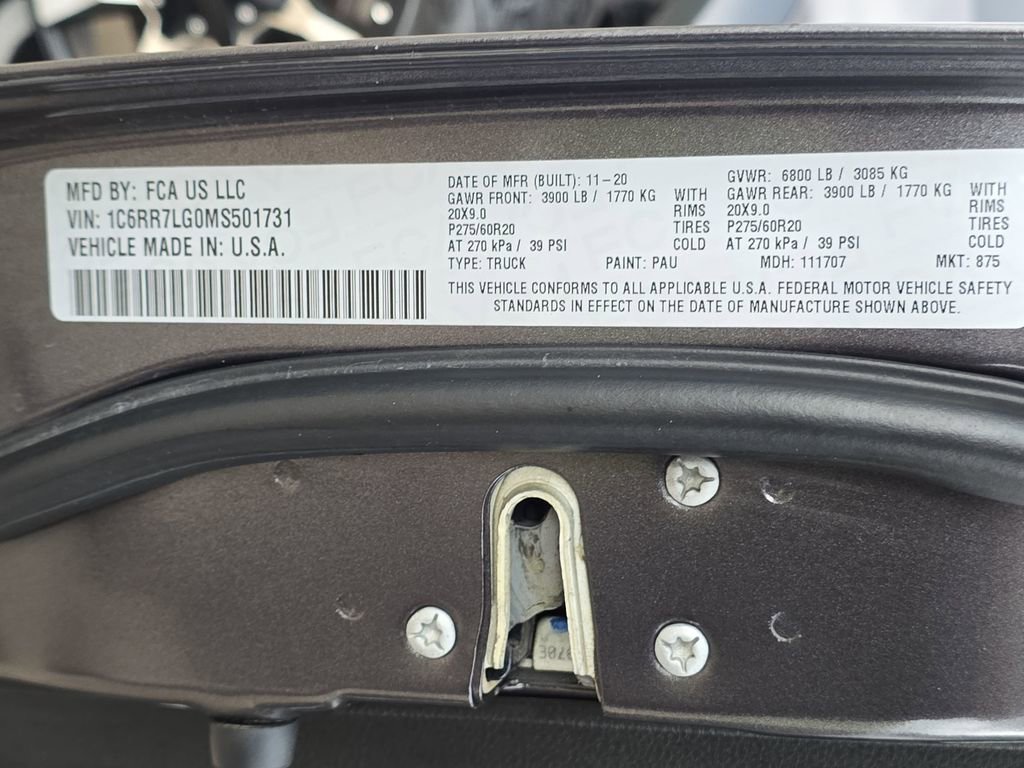 MFD BY: FCA US LLC
VIN: 1C6RR7LG0MS501731
VEHICLE MADE IN: U.S.A.
DATE OF MFR (BUILT): 11-20
GAWR FRONT: 3900 LB / 1770 KG WITH
20X9.0 RIMS
P275/60R20 TIRES
AT 270 kPa / 39 PSI COLD
GVWR: 6800 LB / 3085 KG
GAWR REAR: 3900 LB / 1770 KG WITH
20X9.0 RIMS
P275/60R20 TIRES
AT 270 kPa / 39 PSI COLD
TYPE: TRUCK PAINT: PAU MDH: 111707 MKT: 875
THIS VEHICLE CONFORMS TO ALL APPLICABLE U.S.A. FEDERAL MOTOR VEHICLE SAFETY
STANDARDS IN EFFECT ON THE DATE OF MANUFACTURE SHOWN ABOVE.